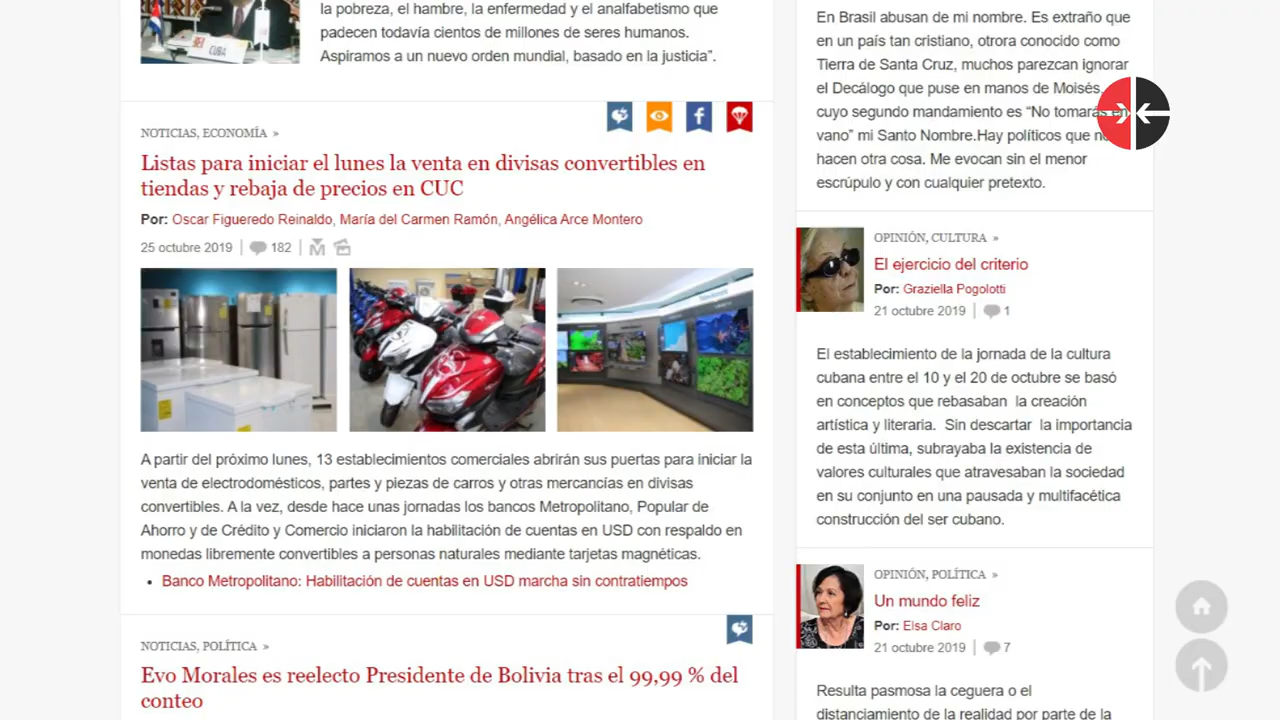 la pobreza, el hambre, la enfermedad y el analfabetismo que
padecen todavía cientos de millones de seres humanos.
Aspiramos a un nuevo orden mundial, basado en la justicia”.
CUBA
NOTICIAS, ECONOMÍA »
Listas para iniciar el lunes la venta en divisas convertibles en
tiendas y rebaja de precios en CUC
Por: Oscar Figueredo Reinaldo, María del Carmen Ramón, Angélica Arce Montero
25 octubre 2019 | 182 |
A partir del próximo lunes, 13 establecimientos comerciales abrirán sus puertas para iniciar la
venta de electrodomésticos, partes y piezas de carros y otras mercancías en divisas
convertibles. A la vez, desde hace unas jornadas los bancos Metropolitano, Popular de
Ahorro y de Crédito y Comercio iniciaron la habilitación de cuentas en USD con respaldo en
monedas libremente convertibles a personas naturales mediante tarjetas magnéticas.
• Banco Metropolitano: Habilitación de cuentas en USD marcha sin contratiempos
NOTICIAS, POLÍTICA »
Evo Morales es reelecto Presidente de Bolivia tras el 99,99 % del
conteo
En Brasil abusan de mi nombre. Es extraño que
en un país tan cristiano, otrora conocido como
Tierra de Santa Cruz, muchos parezcan ignorar
el Decálogo que puse en manos de Moisés,
cuyo segundo mandamiento es “No tomarás en
vano” mi Santo Nombre.Hay políticos que no
hacen otra cosa. Me evocan sin el menor
escrúpulo y con cualquier pretexto.
OPINIÓN, CULTURA »
El ejercicio del criterio
Por: Graziella Pogolotti
21 octubre 2019 | 1
El establecimiento de la jornada de la cultura
cubana entre el 10 y el 20 de octubre se basó
en conceptos que rebasaban la creación
artística y literaria. Sin descartar la importancia
de esta última, subrayaba la existencia de
valores culturales que atravesaban la sociedad
en su conjunto en una pausada y multifacética
construcción del ser cubano.
OPINIÓN, POLÍTICA »
Un mundo feliz
Por: Elsa Claro
21 octubre 2019 | 7
Resulta pasmosa la ceguera o el
distanciamiento de la realidad por parte de la